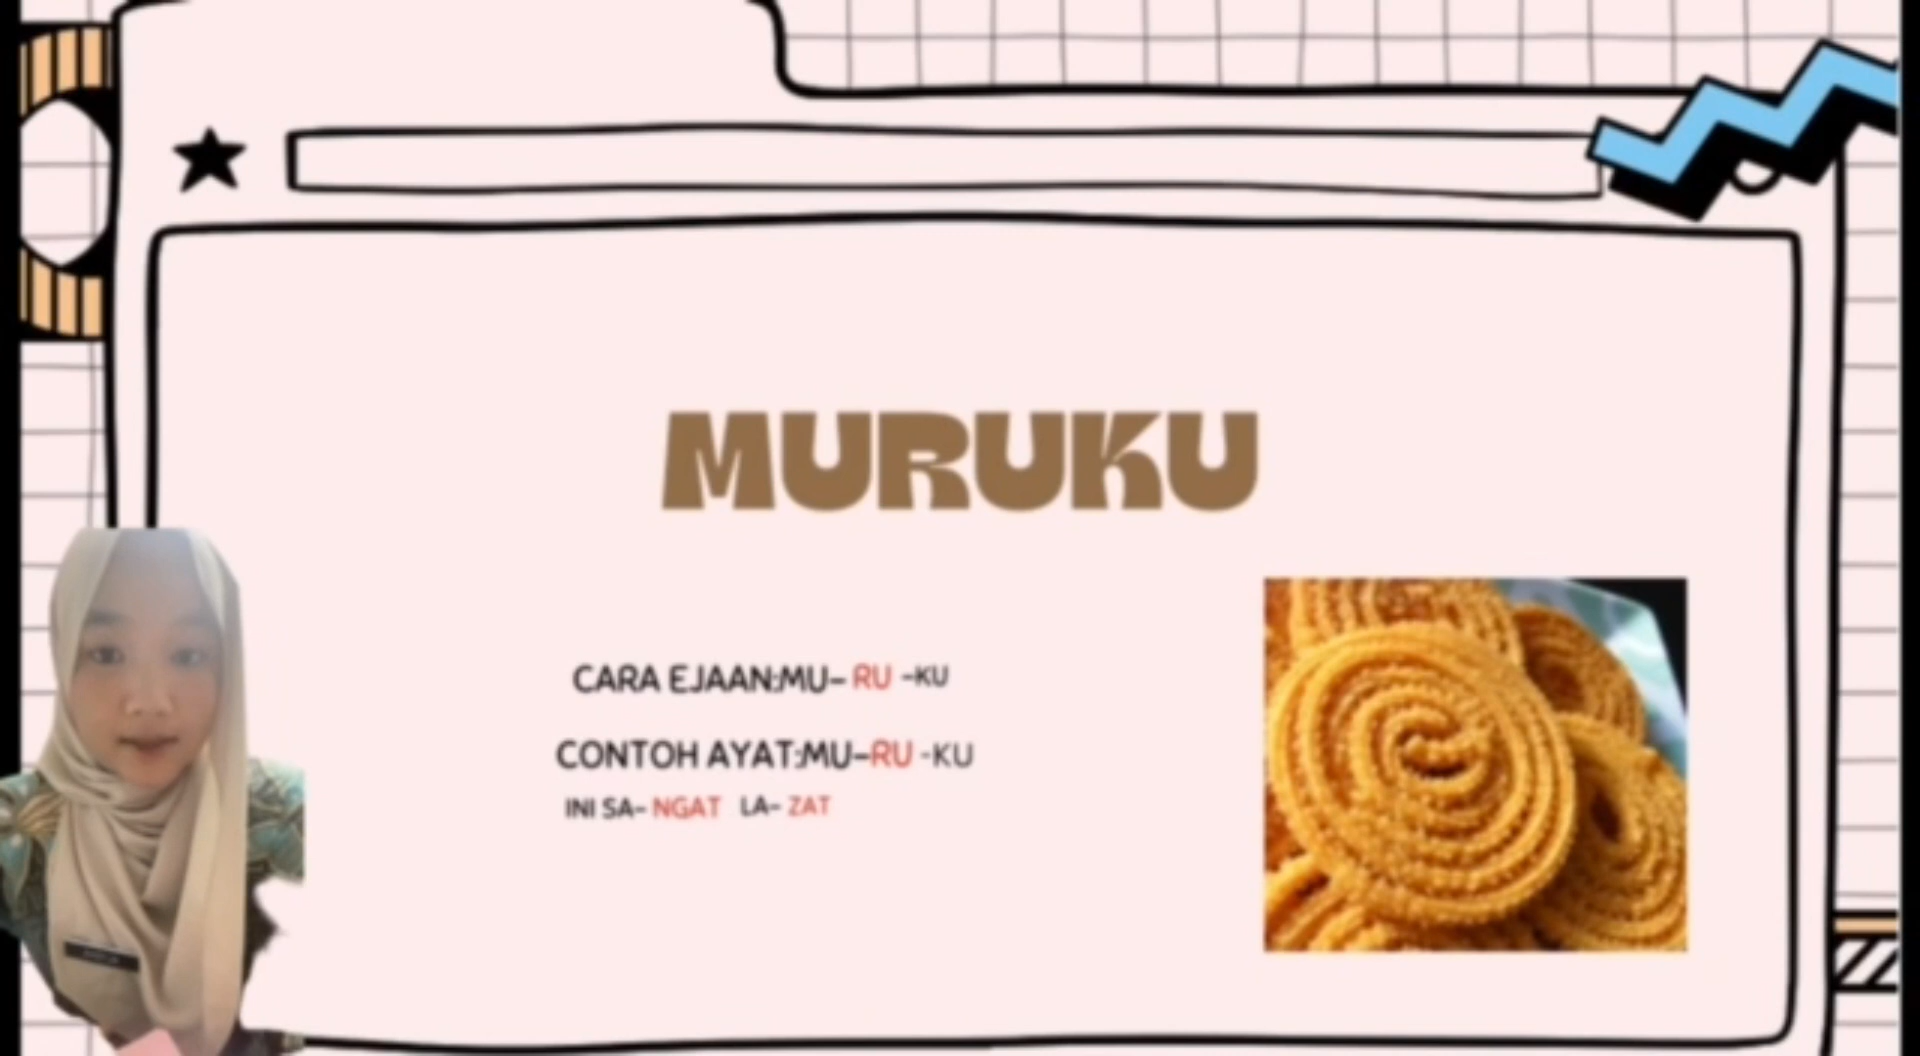 MURUKU
CARA EJAAN:MU- RU -KU
CONTOH AYAT:MU-RU -KU
INI SA- NGAT LA- ZAT